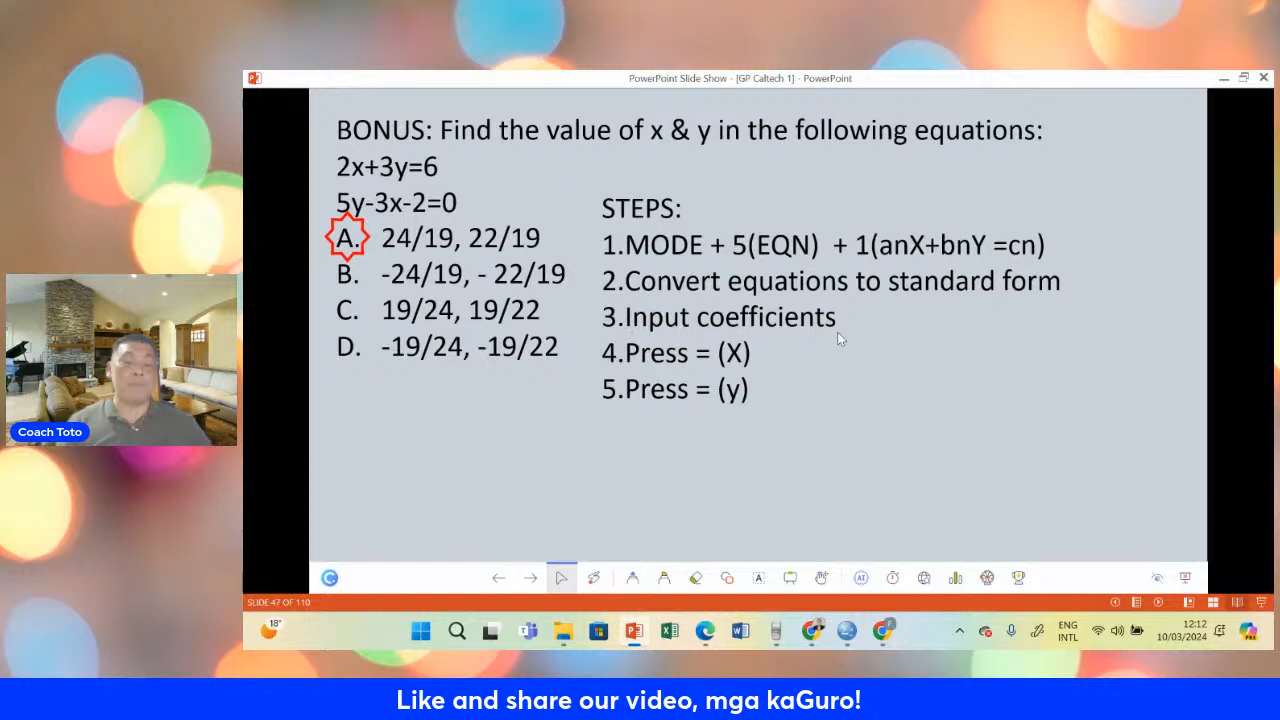 PowerPoint Slide Show - [GP Caltech 1] - PowerPoint
BONUS: Find the value of x & y in the following equations:
2x+3y=6
5y-3x-2=0
A. 24/19, 22/19
B. -24/19, - 22/19
C. 19/24, 19/22
D. -19/24, -19/22
STEPS:
1.MODE + 5(EQN) + 1(anX+bnY =cn)
2.Convert equations to standard form
3.Input coefficients
4.Press = (X)
5.Press = (y)
Coach Toto
SLIDE 47 OF 110
18°
ENG
INTL
12:12
10/03/2024
Like and share our video, mga kaGuro!